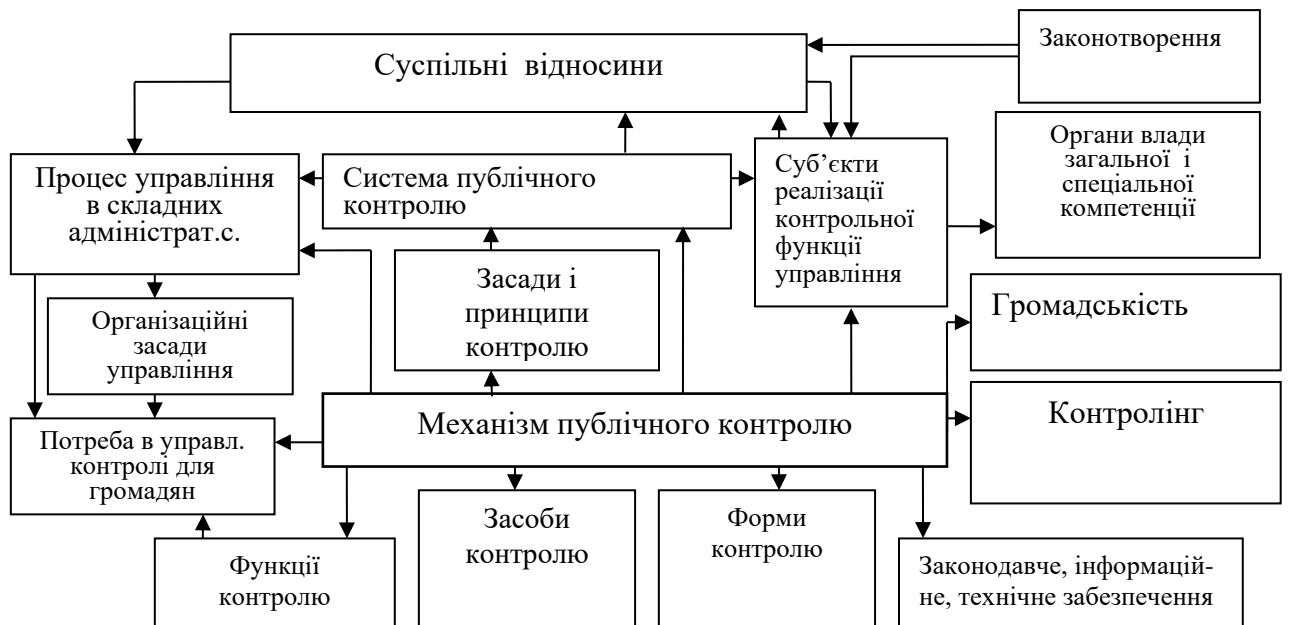 Суспільні відносини
Законотворення
Процес управління
в складних
адміністрат.с.
Система публічного
контролю
Суб’єкти
реалізації
контрольної
функції
управління
Органи влади
загальної і
спеціальної
компетенції
Засади і
принципи
контролю
Громадськість
Організаційні
засади
управління
Механізм публічного контролю
Контролінг
Потреба в управл.
контролі для
громадян
Функції
контролю
Засоби
контролю
Форми
контролю
Законодавче, інформацій-
не, технічне забезпечення